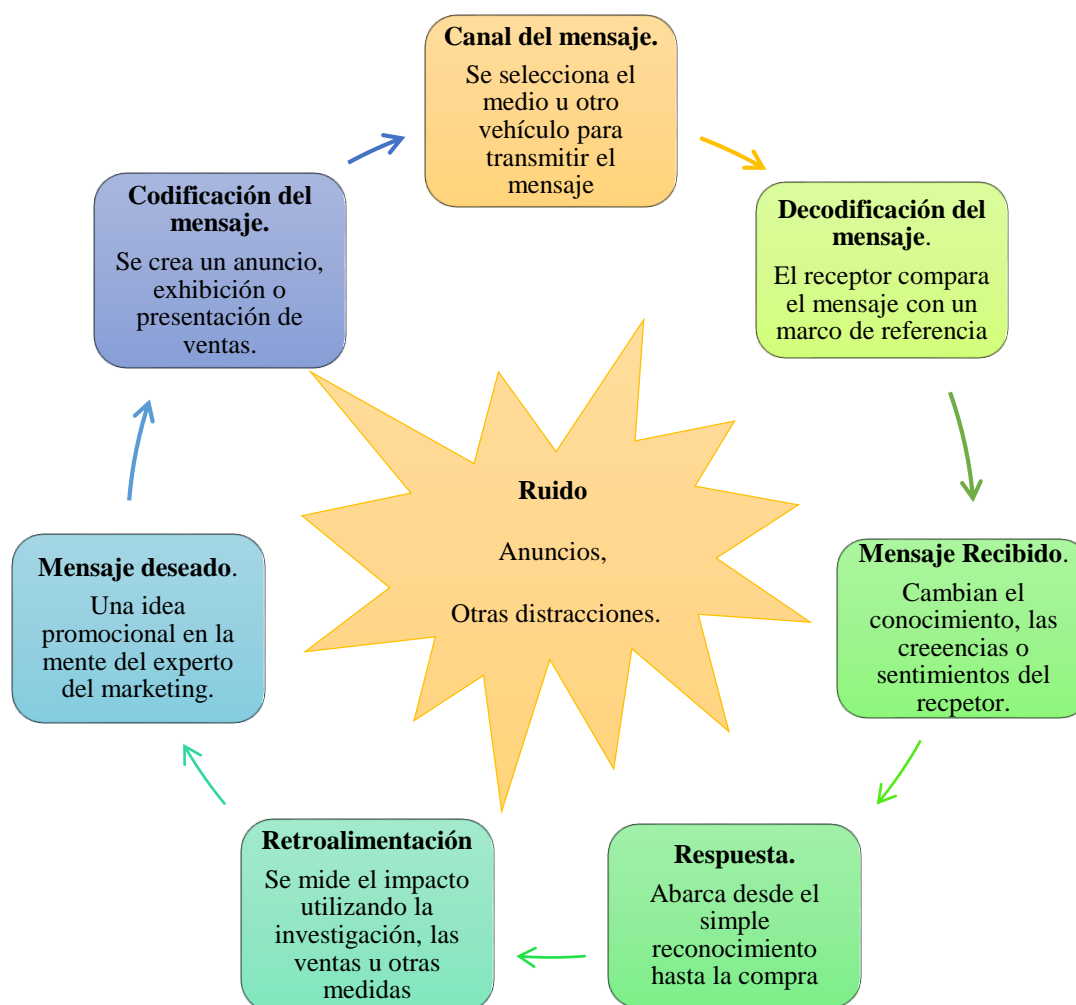 Canal del mensaje.
Se selecciona el
medio u otro
vehículo para
transmitir el
mensaje
Decodificación del
mensaje.
El receptor compara
el mensaje con un
marco de referencia
Mensaje Recibido.
Cambian el
conocimiento, las
creeencias o
sentimientos del
recpetor.
Respuesta.
Abarca desde el
simple
reconocimiento
hasta la compra
Retroalimentación
Se mide el impacto
utilizando la
investigación, las
ventas u otras
medidas
Mensaje deseado.
Una idea
promocional en la
mente del experto
del marketing.
Codificación del
mensaje.
Se crea un anuncio,
exhibición o
presentación de
ventas.
Ruido
Anuncios,
Otras distracciones.